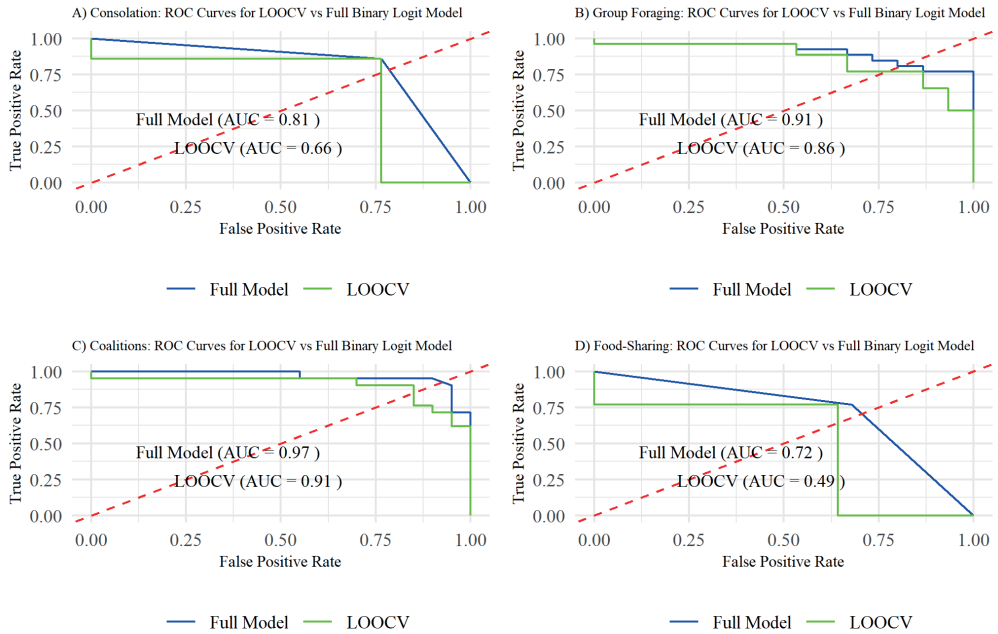 A) Consolation: ROC Curves for LOOCV vs Full Binary Logit Model
True Positive Rate
1.00
0.75
0.50
0.25
0.00
Full Model (AUC = 0.81 )
LOOCV (AUC = 0.66 )
0.00 0.25 0.50 0.75 1.00
False Positive Rate
Full Model LOOCV
B) Group Foraging: ROC Curves for LOOCV vs Full Binary Logit Model
True Positive Rate
1.00
0.75
0.50
0.25
0.00
Full Model (AUC = 0.91 )
LOOCV (AUC = 0.86 )
0.00 0.25 0.50 0.75 1.00
False Positive Rate
Full Model LOOCV
C) Coalitions: ROC Curves for LOOCV vs Full Binary Logit Model
True Positive Rate
1.00
0.75
0.50
0.25
0.00
Full Model (AUC = 0.97 )
LOOCV (AUC = 0.91 )
0.00 0.25 0.50 0.75 1.00
False Positive Rate
Full Model LOOCV
D) Food-Sharing: ROC Curves for LOOCV vs Full Binary Logit Model
True Positive Rate
1.00
0.75
0.50
0.25
0.00
Full Model (AUC = 0.72 )
LOOCV (AUC = 0.49 )
0.00 0.25 0.50 0.75 1.00
False Positive Rate
Full Model LOOCV